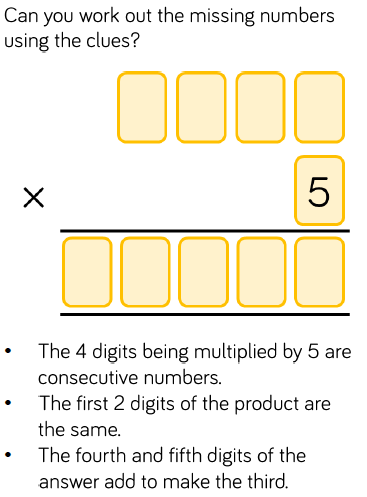 Can you work out the missing numbers
using the clues?
× 5
• The 4 digits being multiplied by 5 are
consecutive numbers.
• The first 2 digits of the product are
the same.
• The fourth and fifth digits of the
answer add to make the third.